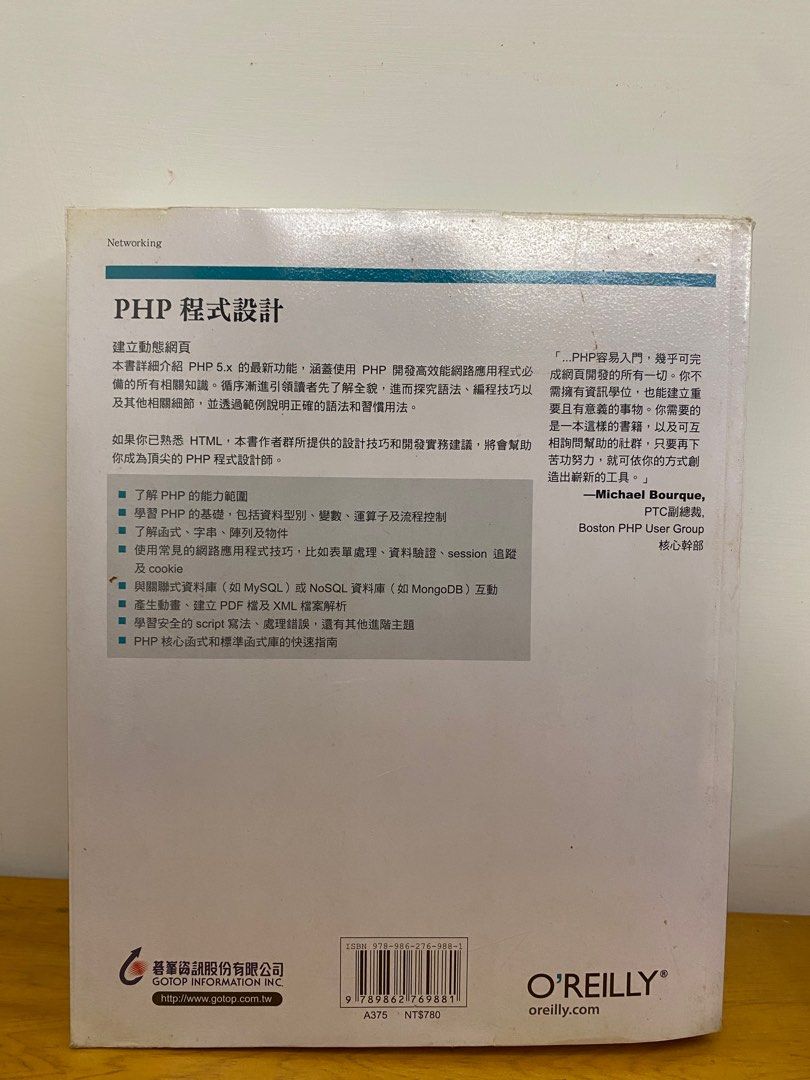 Networking
PHP 程式設計
建立動態網頁
本書詳細介紹 PHP 5.x 的最新功能，涵蓋使用 PHP 開發高效能網路應用程式必
備的所有相關知識。循序漸進引領讀者先了解全貌，進而探究語法、編程技巧以
及其他相關細節，並透過範例說明正確的語法和習慣用法。
如果你已熟悉 HTML，本書作者群所提供的設計技巧和開發實務建議，將會幫助
你成為頂尖的 PHP 程式設計師。
■ 了解 PHP 的能力範圍
■ 學習 PHP 的基礎，包括資料型別、變數、運算子及流程控制
■ 了解函式、字串、陣列及物件
■ 使用常見的網路應用程式技巧，比如表單處理、資料驗證、session 追蹤
及 cookie
■ 與關聯式資料庫（如 MySQL）或 NoSQL 資料庫（如 MongoDB）互動
■ 產生動畫、建立 PDF 檔及 XML 檔案解析
■ 學習安全的 script 寫法、處理錯誤，還有其他進階主題
■ PHP 核心函式和標準函式庫的快速指南
「...PHP容易入門，幾乎可完
成網頁開發的所有一切。你不
需擁有資訊學位，也能建立重
要且有意義的事物。你需要的
是一本這樣的書籍，以及可互
相詢問幫助的社群，只要再下
苦功努力，就可依你的方式創
造出嶄新的工具。」
—Michael Bourque,
PTC副總裁,
Boston PHP User Group
核心幹部
碁峯資訊股份有限公司
GOTOP INFORMATION INC.
http://www.gotop.com.tw
ISBN 978-986-276-988-1
9 789862 769881
A375 NT$780
O'REILLY®
oreilly.com